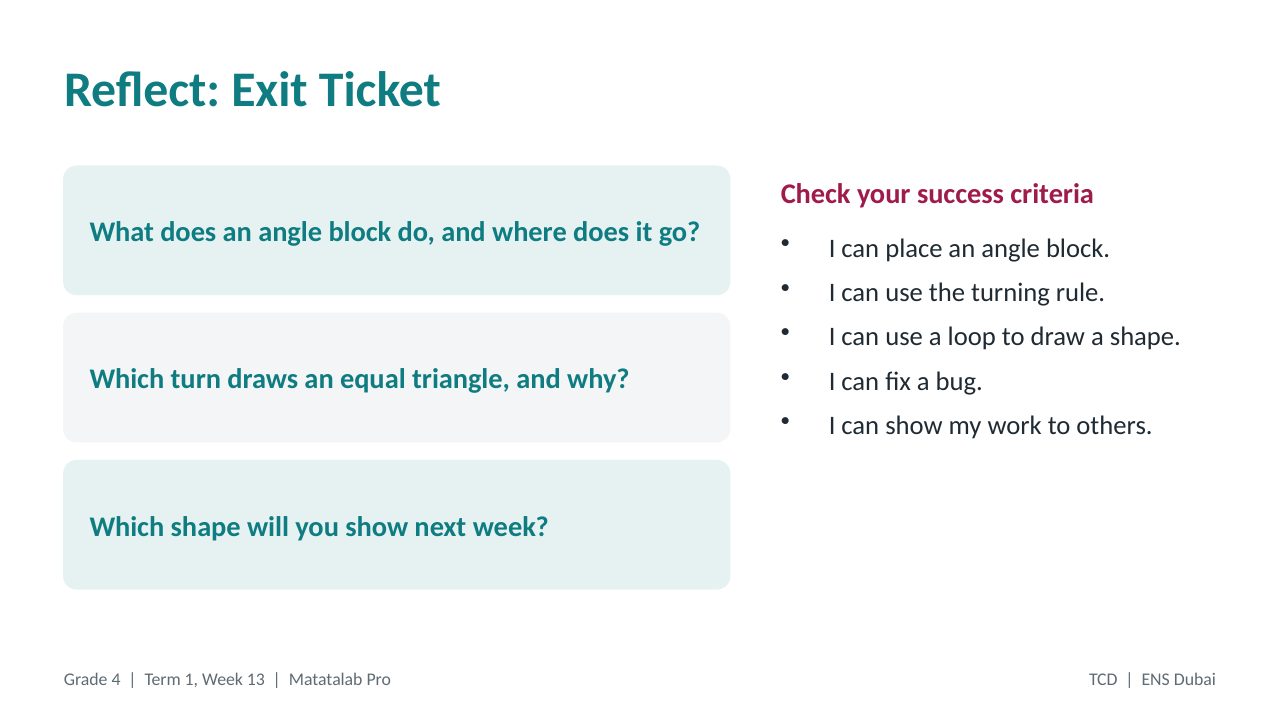 Reflect: Exit Ticket
What does an angle block do, and where does it go?
Which turn draws an equal triangle, and why?
Which shape will you show next week?
Check your success criteria
• I can place an angle block.
• I can use the turning rule.
• I can use a loop to draw a shape.
• I can fix a bug.
• I can show my work to others.
Grade 4 | Term 1, Week 13 | Matatalab Pro
TCD | ENS Dubai